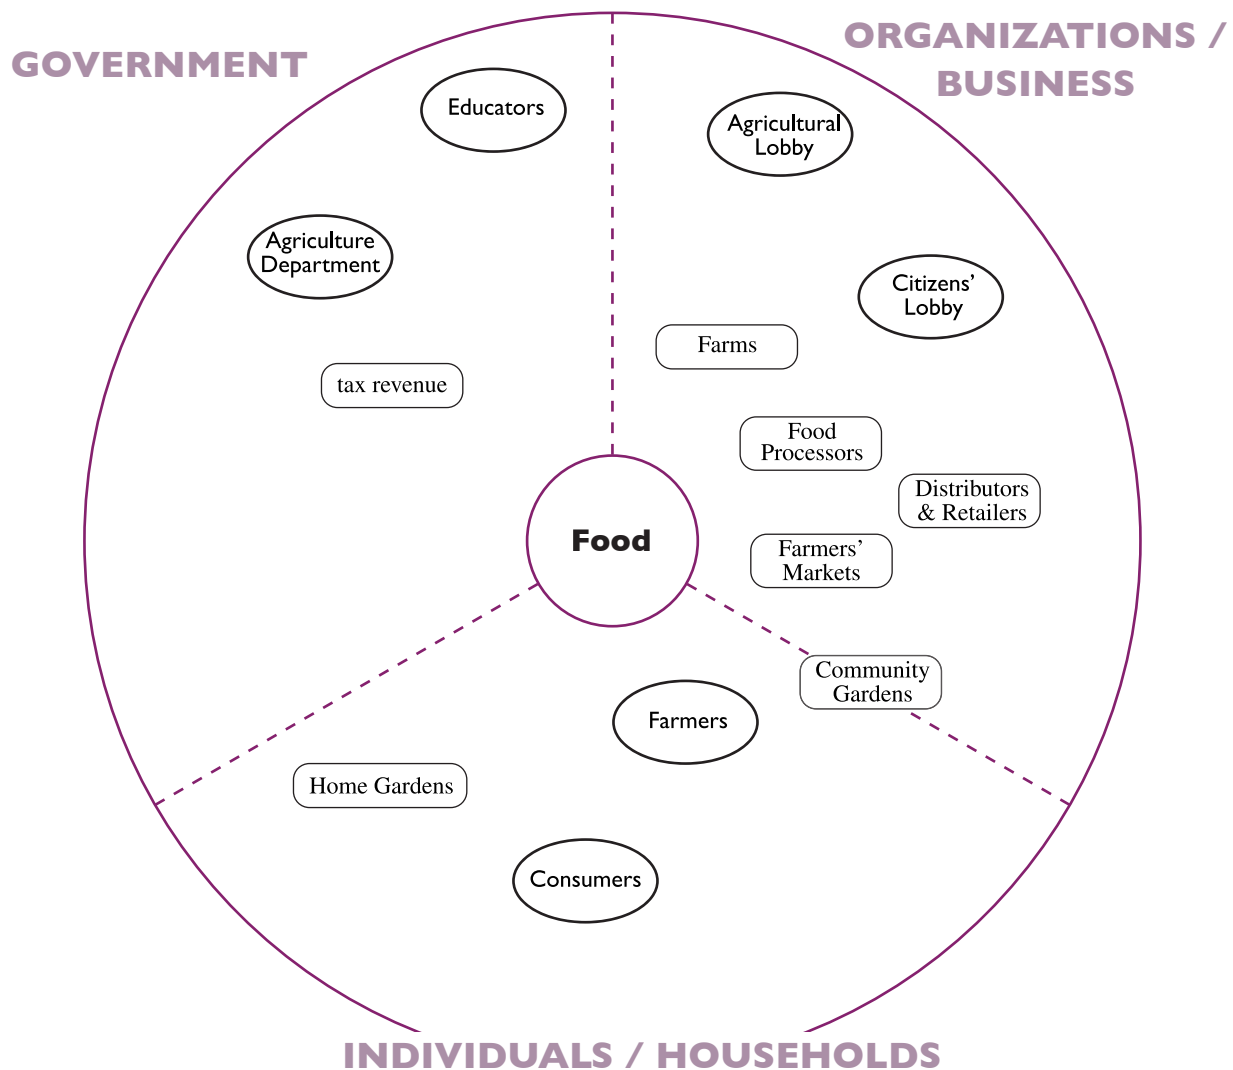 GOVERNMENT
ORGANIZATIONS /
BUSINESS
Educators
Agricultural
Lobby
Agriculture
Department
Citizens’
Lobby
Farms
tax revenue
Food
Processors
Distributors
& Retailers
Food
Farmers’
Markets
Community
Gardens
Farmers
Home Gardens
Consumers
INDIVIDUALS / HOUSEHOLDS